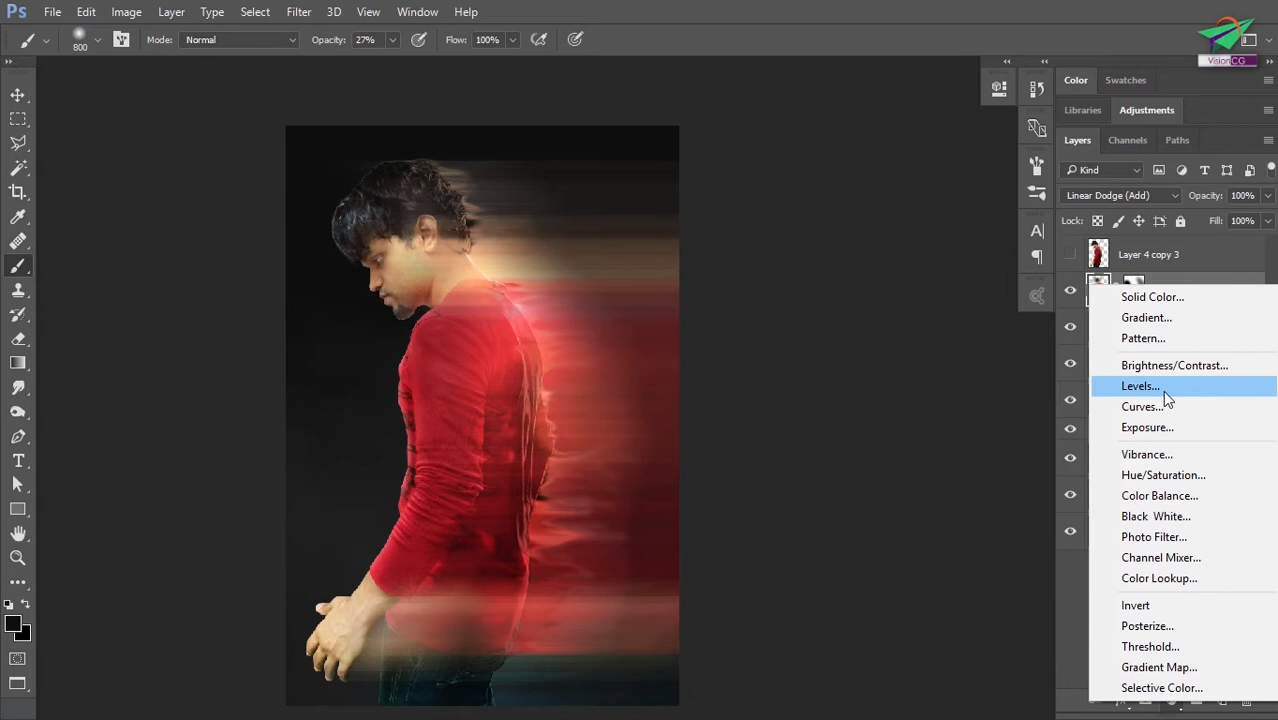 Ps File Edit Image Layer Type Select Filter 3D View Window Help
800 Mode: Normal Opacity: 27% Flow: 100%
VisionCG
Color Swatches
Libraries Adjustments
Layers Channels Paths
Kind
Linear Dodge (Add) Opacity: 100%
Lock: Fill: 100%
Layer 4 copy 3
Solid Color...
Gradient...
Pattern...
Brightness/Contrast...
Levels...
Curves...
Exposure...
Vibrance...
Hue/Saturation...
Color Balance...
Black White...
Photo Filter...
Channel Mixer...
Color Lookup...
Invert
Posterize...
Threshold...
Gradient Map...
Selective Color...